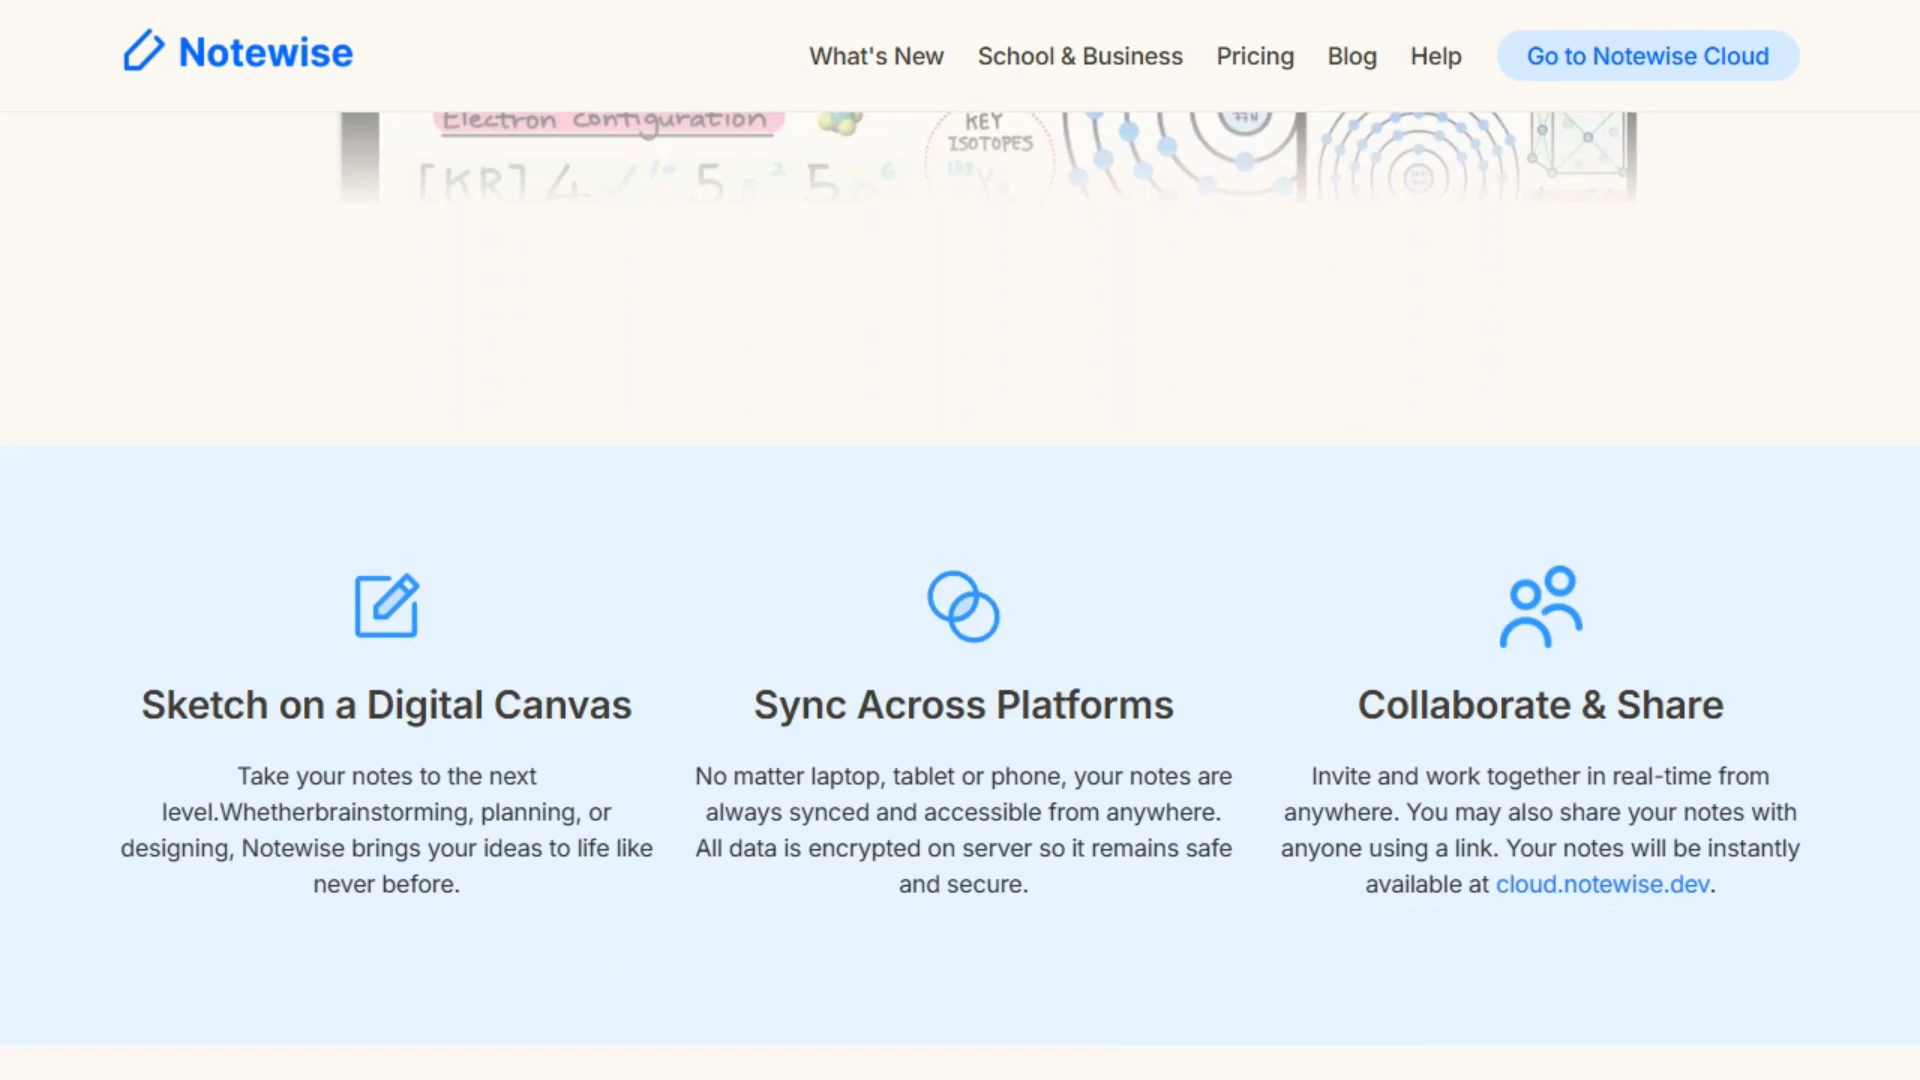 Notewise
What's New School & Business Pricing Blog Help Go to Notewise Cloud
Electron configuration
KEY
ISOTOPES
[KR] 4 5 5
Sketch on a Digital Canvas
Take your notes to the next
level.Whetherbrainstorming, planning, or
designing, Notewise brings your ideas to life like
never before.
Sync Across Platforms
No matter laptop, tablet or phone, your notes are
always synced and accessible from anywhere.
All data is encrypted on server so it remains safe
and secure.
Collaborate & Share
Invite and work together in real-time from
anywhere. You may also share your notes with
anyone using a link. Your notes will be instantly
available at cloud.notewise.dev.